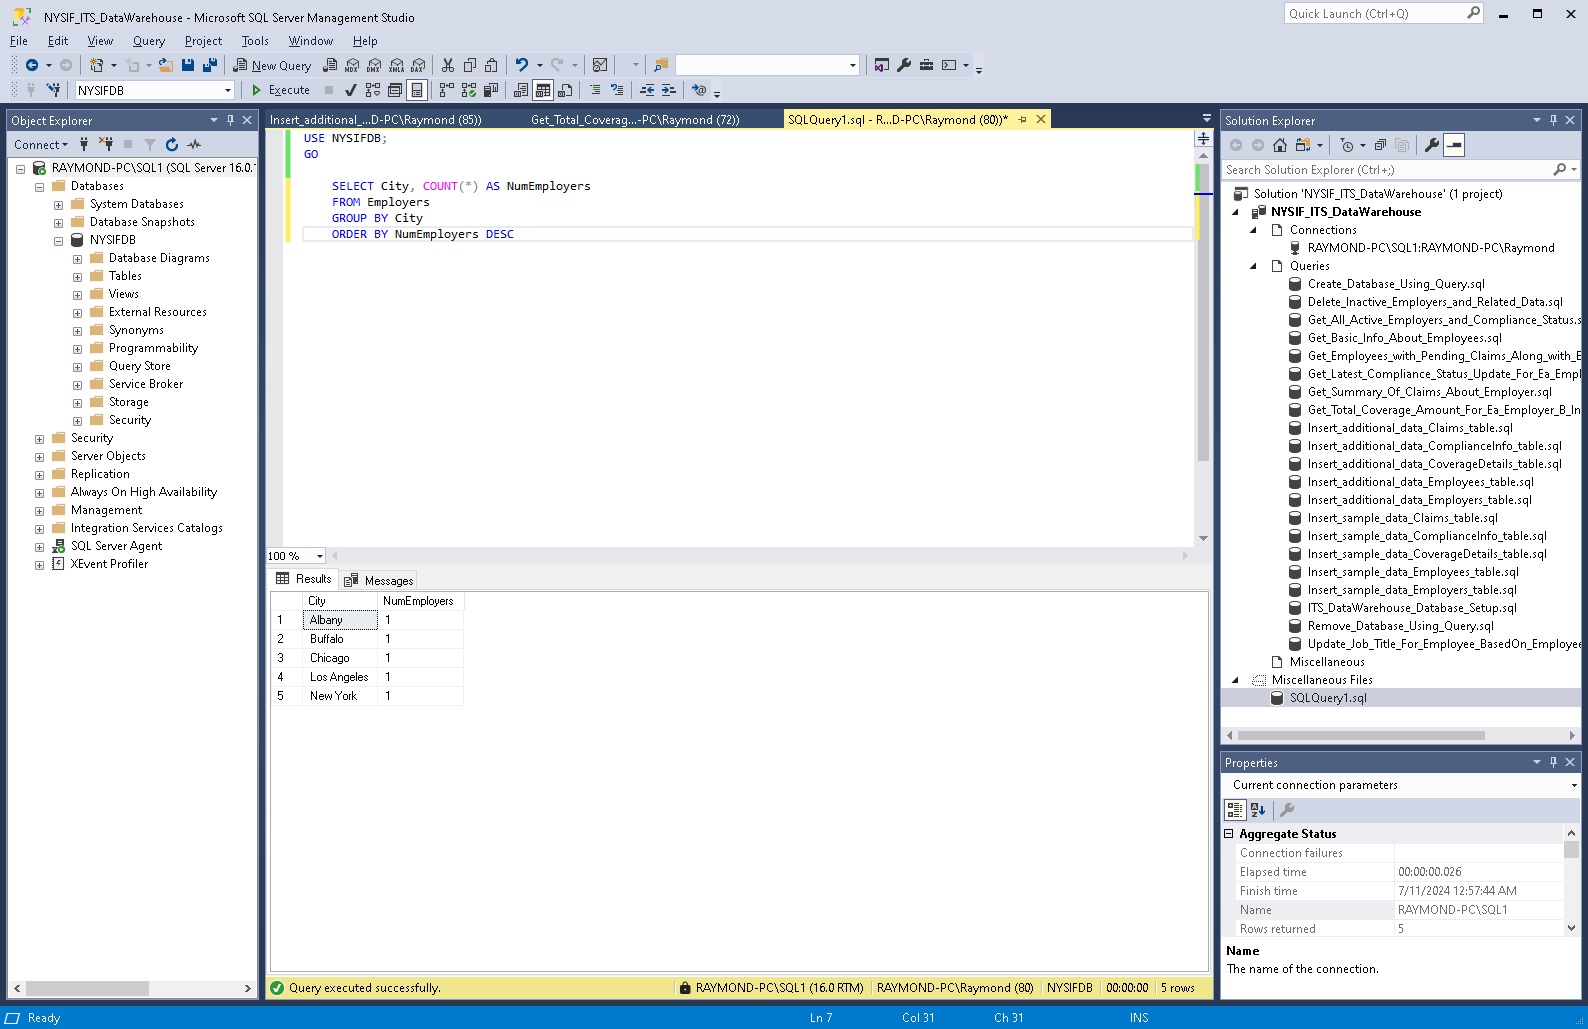 NYSIF_ITS_DataWarehouse - Microsoft SQL Server Management Studio
Quick Launch (Ctrl+Q)
File Edit View Query Project Tools Window Help
New Query MDX DMX XMLA DAX
NYSIFDB
Execute
Object Explorer
Connect
RAYMOND-PC\SQL1 (SQL Server 16.0.
Databases
System Databases
Database Snapshots
NYSIFDB
Database Diagrams
Tables
Views
External Resources
Synonyms
Programmability
Query Store
Service Broker
Storage
Security
Security
Server Objects
Replication
Always On High Availability
Management
Integration Services Catalogs
SQL Server Agent
XEvent Profiler
Insert_additional_...D-PC\Raymond (85))
Get_Total_Coverag...-PC\Raymond (72))
SQLQuery1.sql - R...D-PC\Raymond (80))*
USE NYSIFDB;
GO
SELECT City, COUNT(*) AS NumEmployers
FROM Employers
GROUP BY City
ORDER BY NumEmployers DESC
100 %
Results Messages
City NumEmployers
1 Albany 1
2 Buffalo 1
3 Chicago 1
4 Los Angeles 1
5 New York 1
Query executed successfully.
RAYMOND-PC\SQL1 (16.0 RTM) RAYMOND-PC\Raymond (80) NYSIFDB 00:00:00 5 rows
Solution Explorer
Search Solution Explorer (Ctrl+;)
Solution 'NYSIF_ITS_DataWarehouse' (1 project)
NYSIF_ITS_DataWarehouse
Connections
RAYMOND-PC\SQL1:RAYMOND-PC\Raymond
Queries
Create_Database_Using_Query.sql
Delete_Inactive_Employers_and_Related_Data.sql
Get_All_Active_Employers_and_Compliance_Status.s
Get_Basic_Info_About_Employees.sql
Get_Employees_with_Pending_Claims_Along_with_E
Get_Latest_Compliance_Status_Update_For_Ea_Empl
Get_Summary_Of_Claims_About_Employer.sql
Get_Total_Coverage_Amount_For_Ea_Employer_B_In
Insert_additional_data_Claims_table.sql
Insert_additional_data_ComplianceInfo_table.sql
Insert_additional_data_CoverageDetails_table.sql
Insert_additional_data_Employees_table.sql
Insert_additional_data_Employers_table.sql
Insert_sample_data_Claims_table.sql
Insert_sample_data_ComplianceInfo_table.sql
Insert_sample_data_CoverageDetails_table.sql
Insert_sample_data_Employees_table.sql
Insert_sample_data_Employers_table.sql
ITS_DataWarehouse_Database_Setup.sql
Remove_Database_Using_Query.sql
Update_Job_Title_For_Employee_BasedOn_Employee
Miscellaneous
Miscellaneous Files
SQLQuery1.sql
Properties
Current connection parameters
Aggregate Status
Connection failures
Elapsed time 00:00:00.026
Finish time 7/11/2024 12:57:44 AM
Name RAYMOND-PC\SQL1
Rows returned 5
Name
The name of the connection.
Ready Ln 7 Col 31 Ch 31 INS